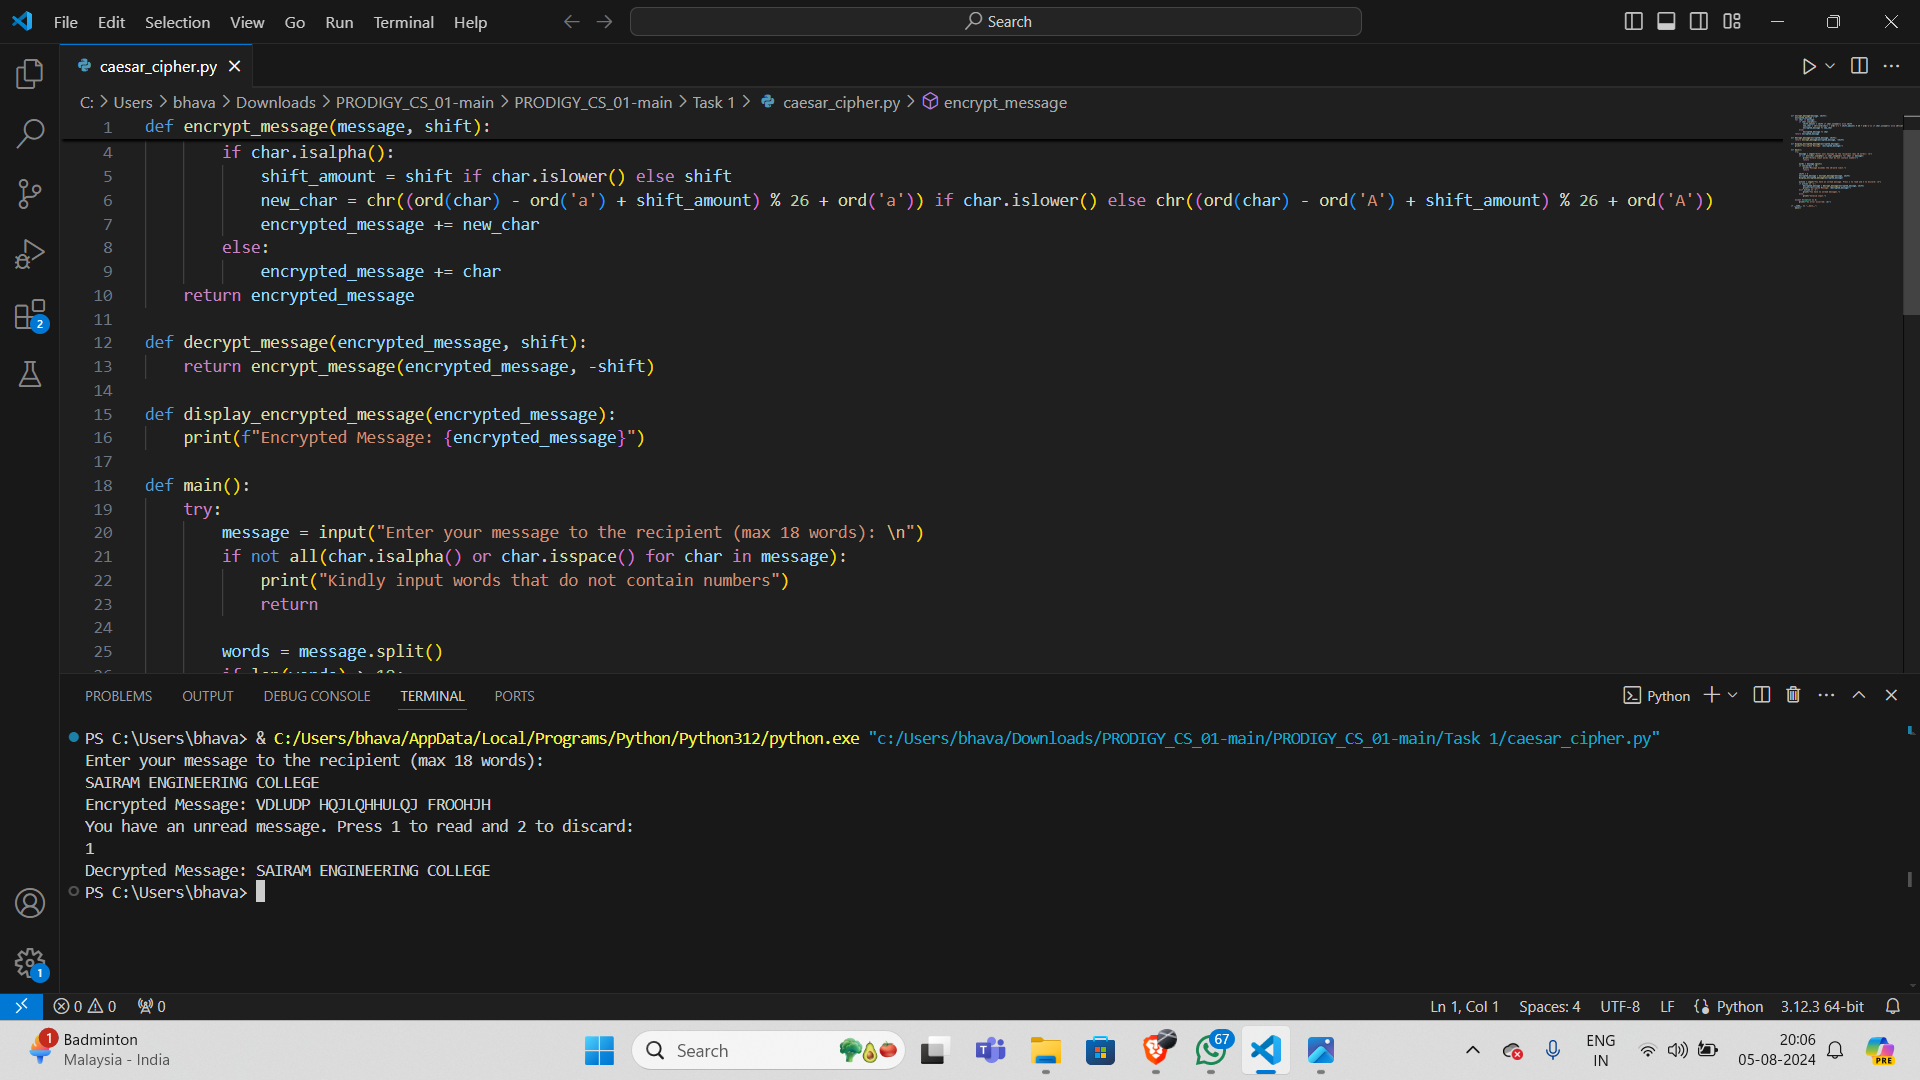 File Edit Selection View Go Run Terminal Help
Search
caesar_cipher.py
C: > Users > bhava > Downloads > PRODIGY_CS_01-main > PRODIGY_CS_01-main > Task 1 > caesar_cipher.py > encrypt_message
1 def encrypt_message(message, shift):
4 if char.isalpha():
5 shift_amount = shift if char.islower() else shift
6 new_char = chr((ord(char) - ord('a') + shift_amount) % 26 + ord('a')) if char.islower() else chr((ord(char) - ord('A') + shift_amount) % 26 + ord('A'))
7 encrypted_message += new_char
8 else:
9 encrypted_message += char
10 return encrypted_message
11
12 def decrypt_message(encrypted_message, shift):
13 return encrypt_message(encrypted_message, -shift)
14
15 def display_encrypted_message(encrypted_message):
16 print(f"Encrypted Message: {encrypted_message}")
17
18 def main():
19 try:
20 message = input("Enter your message to the recipient (max 18 words): \n")
21 if not all(char.isalpha() or char.isspace() for char in message):
22 print("Kindly input words that do not contain numbers")
23 return
24
25 words = message.split()
PROBLEMS OUTPUT DEBUG CONSOLE TERMINAL PORTS
Python
PS C:\Users\bhava> & C:/Users/bhava/AppData/Local/Programs/Python/Python312/python.exe "c:/Users/bhava/Downloads/PRODIGY_CS_01-main/PRODIGY_CS_01-main/Task 1/caesar_cipher.py"
Enter your message to the recipient (max 18 words):
SAIRAM ENGINEERING COLLEGE
Encrypted Message: VDLUDP HQJLQHHULQJ FROOHJH
You have an unread message. Press 1 to read and 2 to discard:
1
Decrypted Message: SAIRAM ENGINEERING COLLEGE
PS C:\Users\bhava>
2
1
0 0 0
Ln 1, Col 1 Spaces: 4 UTF-8 LF Python 3.12.3 64-bit
1
Badminton
Malaysia - India
Search
67
ENG
IN
20:06
05-08-2024
PRE